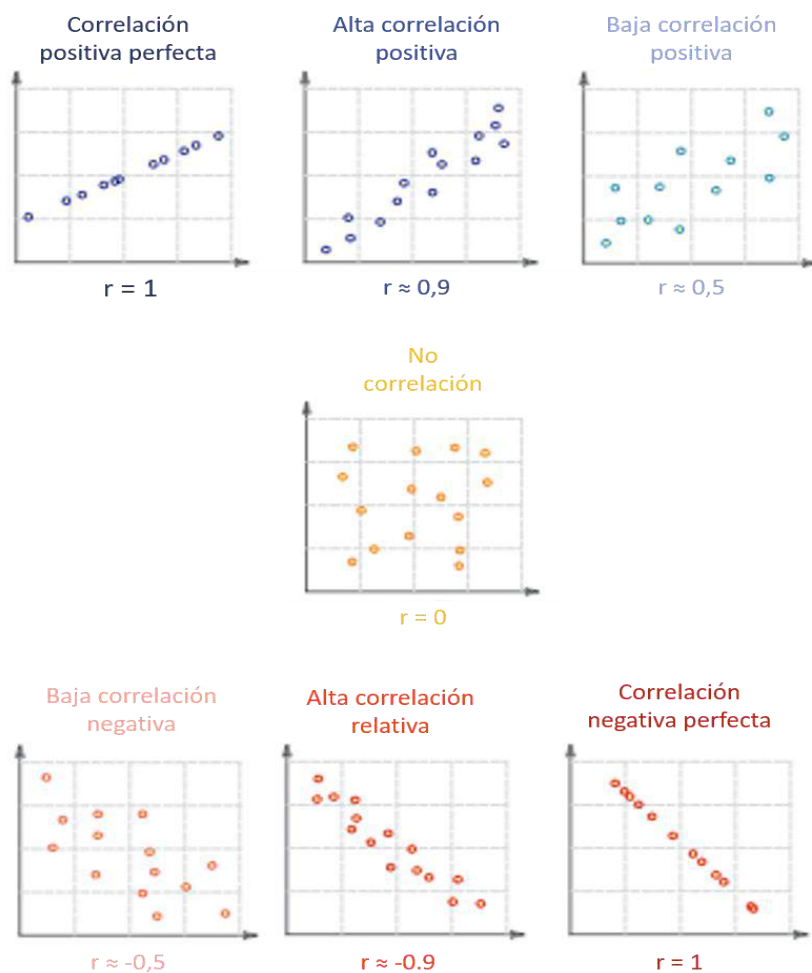 Correlación
positiva perfecta
Alta correlación
positiva
Baja correlación
positiva
r = 1
r ≈ 0,9
r ≈ 0,5
No
correlación
r = 0
Baja correlación
negativa
Alta correlación
relativa
Correlación
negativa perfecta
r ≈ -0,5
r ≈ -0.9
r = 1